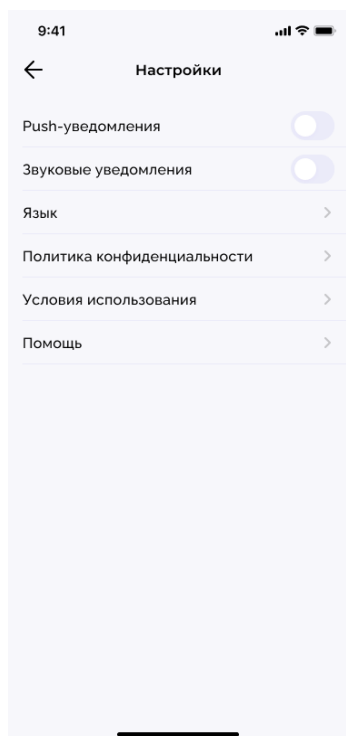 9:41
Настройки
Push-уведомления
Звуковые уведомления
Язык
Политика конфиденциальности
Условия использования
Помощь